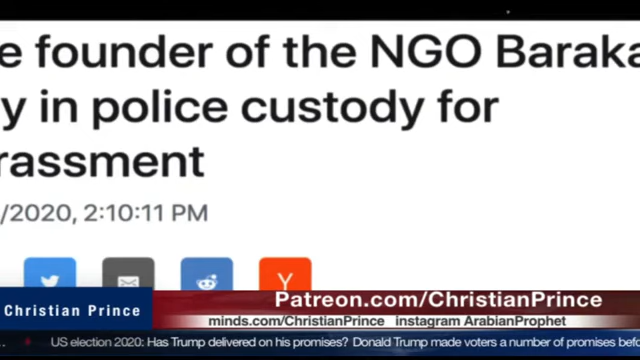 e founder of the NGO Baraka
y in police custody for
rassment
/2020, 2:10:11 PM
Y
Christian Prince
Patreon.com/ChristianPrince
minds.com/ChristianPrince instagram ArabianProphet
US election 2020: Has Trump delivered on his promises? Donald Trump made voters a number of promises befo